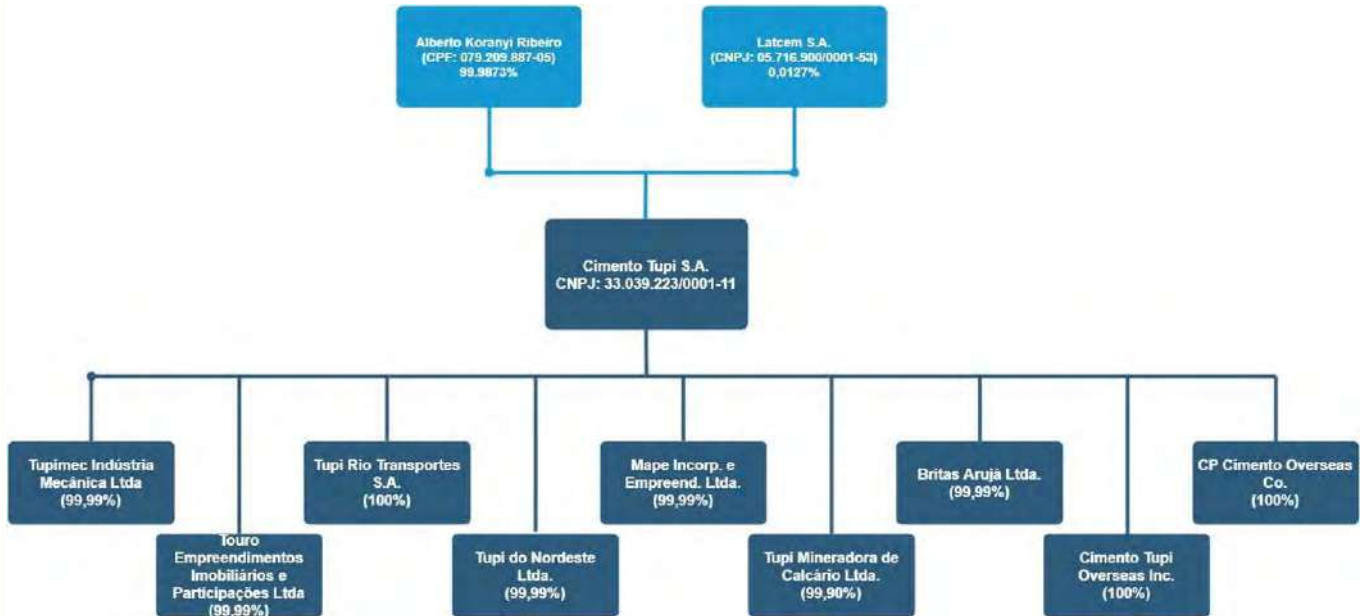 Alberto Koranyi Ribeiro
(CPF: 079.209.887-05)
99.9873%
Latcem S.A.
(CNPJ: 05.716.900/0001-53)
0,0127%
Cimento Tupi S.A.
CNPJ: 33.039.223/0001-11
Tupimec Indústria
Mecânica Ltda
(99,99%)
Tupi Rio Transportes
S.A.
(100%)
Mape Incorp. e
Empreend. Ltda.
(99,99%)
Britas Arujá Ltda.
(99,99%)
CP Cimento Overseas
Co.
(100%)
Touro
Empreendimentos
Imobiliários e
Participações Ltda
(99,99%)
Tupi do Nordeste
Ltda.
(99,99%)
Tupi Mineradora de
Calcário Ltda.
(99,90%)
Cimento Tupi
Overseas Inc.
(100%)